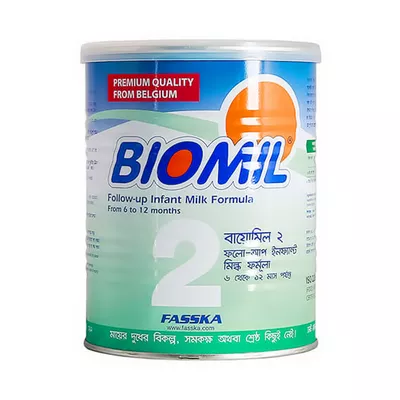 PREMIUM QUALITY
FROM BELGIUM
BIOMIL®
Follow-up Infant Milk Formula
From 6 to 12 months
2
বায়োমিল ২
ফলো-আপ ইনফ্যান্ট
মিল্ক ফর্মূলা
৬ থেকে ১২ মাস পর্যন্ত
FASSKA
www.fasska.com
মায়ের দুধের বিকল্প, সমকক্ষ অথবা শ্রেষ্ঠ কিছুই নেই।